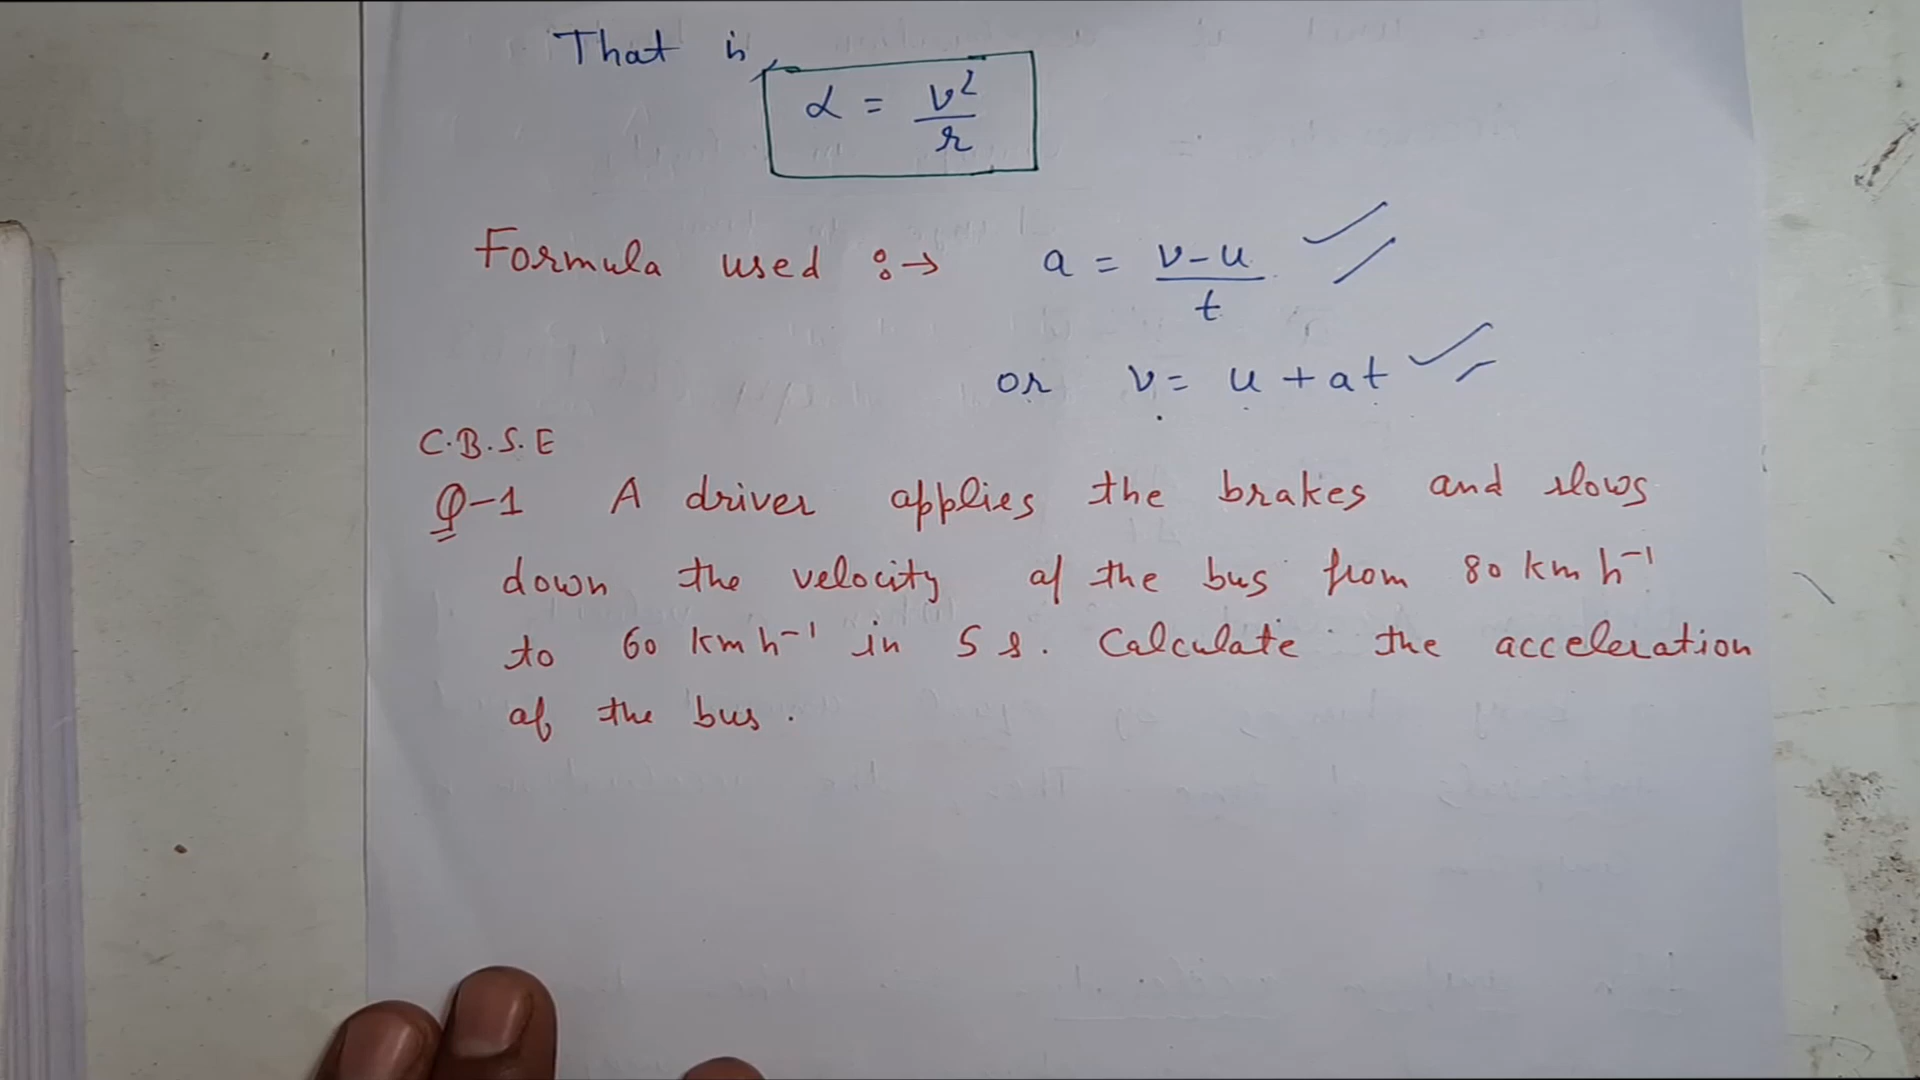 That is
α = v²/r
Formula used :→ a = v-u/t
or v = u + at
C.B.S.E
Q-1 A driver applies the brakes and slows
down the velocity of the bus from 80 km h⁻¹
to 60 km h⁻¹ in 5 s. Calculate the acceleration
of the bus.